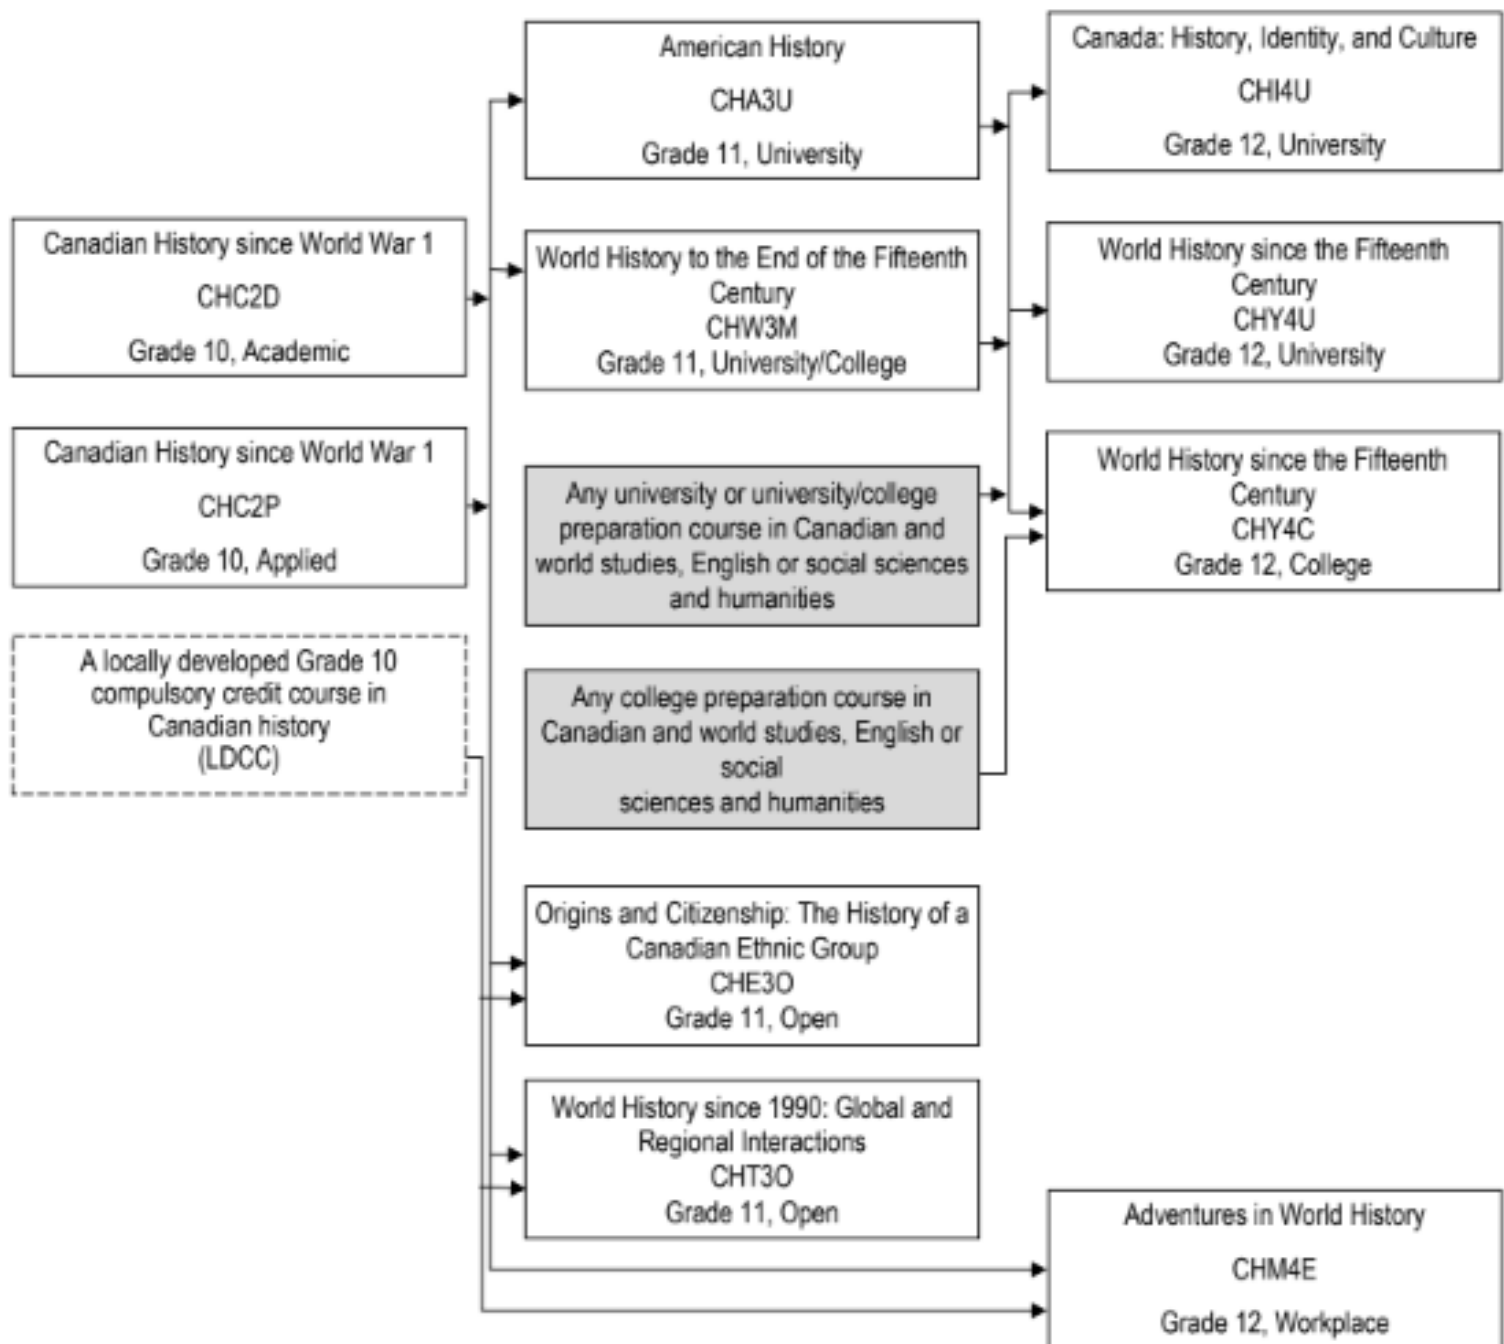 American History
CHA3U
Grade 11, University
Canada: History, Identity, and Culture
CHI4U
Grade 12, University
Canadian History since World War 1
CHC2D
Grade 10, Academic
World History to the End of the Fifteenth
Century
CHW3M
Grade 11, University/College
World History since the Fifteenth
Century
CHY4U
Grade 12, University
Canadian History since World War 1
CHC2P
Grade 10, Applied
Any university or university/college
preparation course in Canadian and
world studies, English or social sciences
and humanities
World History since the Fifteenth
Century
CHY4C
Grade 12, College
A locally developed Grade 10
compulsory credit course in
Canadian history
(LDCC)
Any college preparation course in
Canadian and world studies, English or
social
sciences and humanities
Origins and Citizenship: The History of a
Canadian Ethnic Group
CHE3O
Grade 11, Open
World History since 1990: Global and
Regional Interactions
CHT3O
Grade 11, Open
Adventures in World History
CHM4E
Grade 12, Workplace